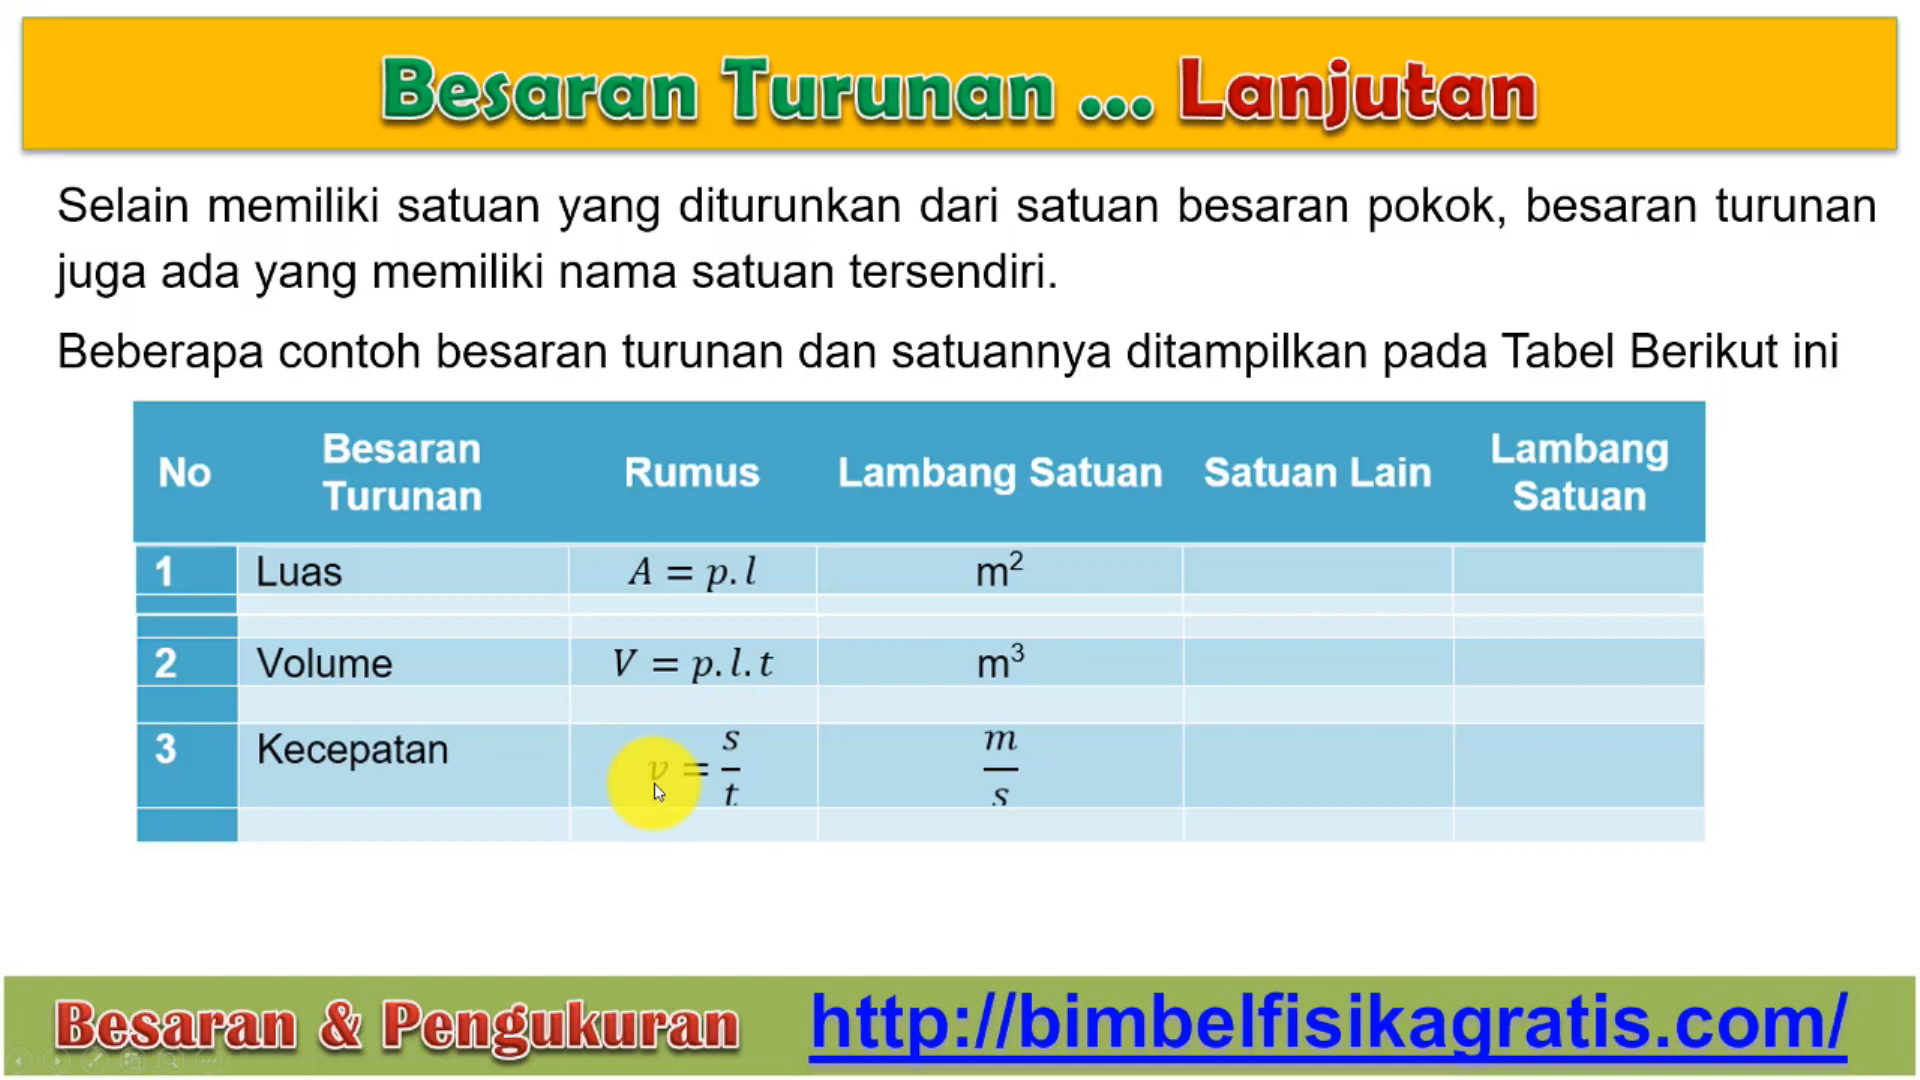 Besaran Turunan ... Lanjutan
Selain memiliki satuan yang diturunkan dari satuan besaran pokok, besaran turunan
juga ada yang memiliki nama satuan tersendiri.
Beberapa contoh besaran turunan dan satuannya ditampilkan pada Tabel Berikut ini
No Besaran Turunan Rumus Lambang Satuan Satuan Lain Lambang Satuan
1 Luas A = p.l m²
2 Volume V = p.l.t m³
3 Kecepatan v = s/t m/s
Besaran & Pengukuran http://bimbelfisikagratis.com/